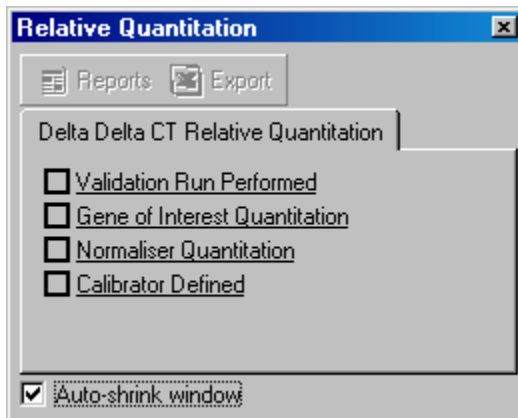 Relative Quantitation
Reports Export
Delta Delta CT Relative Quantitation
Validation Run Performed
Gene of Interest Quantitation
Normaliser Quantitation
Calibrator Defined
Auto-shrink window